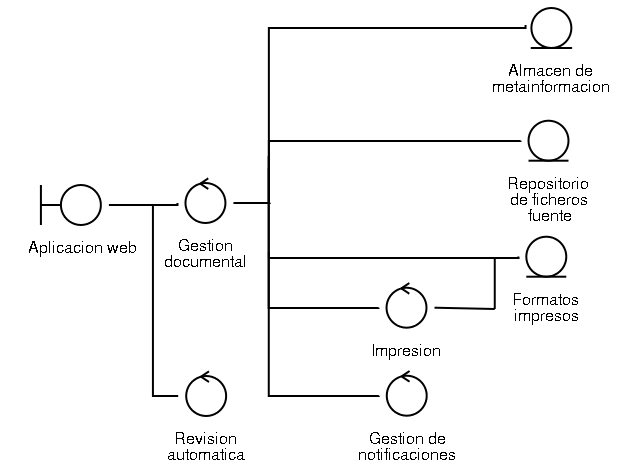 Almacen de
metainformacion
Repositorio
de ficheros
fuente
Aplicacion web
Gestion
documental
Formatos
impresos
Impresion
Revision
automatica
Gestion de
notificaciones